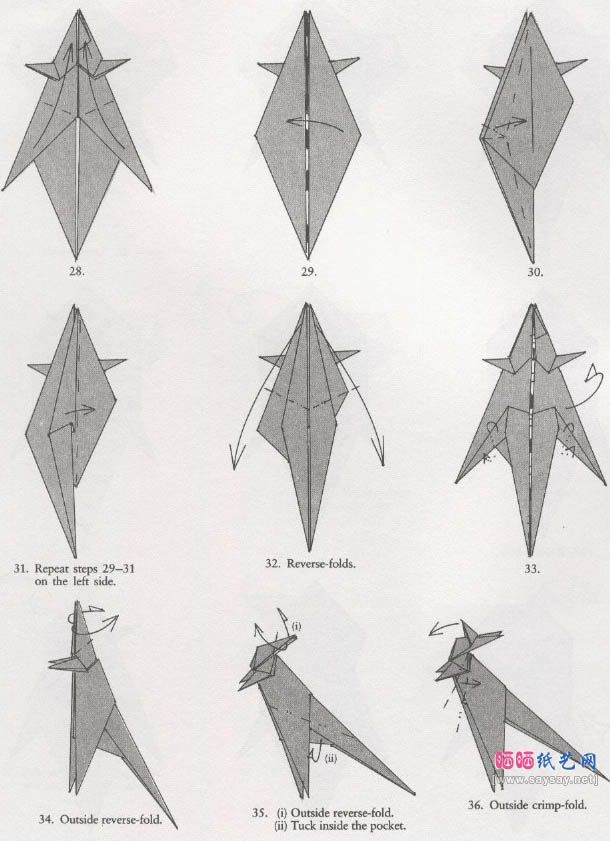 28.
29.
30.
31. Repeat steps 29–31
on the left side.
32. Reverse-folds.
33.
(i)
(ii)
34. Outside reverse-fold.
35. (i) Outside reverse-fold.
(ii) Tuck inside the pocket.
36. Outside crimp-fold.
晒晒纸艺网
www.saysay.net